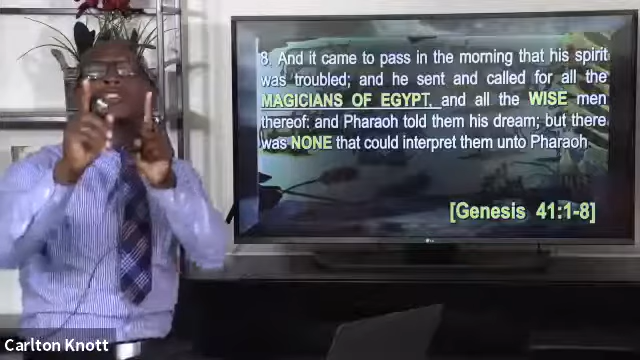 8. And it came to pass in the morning that his spirit
was troubled; and he sent and called for all the
MAGICIANS OF EGYPT, and all the WISE men
thereof: and Pharaoh told them his dream; but there
was NONE that could interpret them unto Pharaoh.
[Genesis 41:1-8]
LG
Carlton Knott